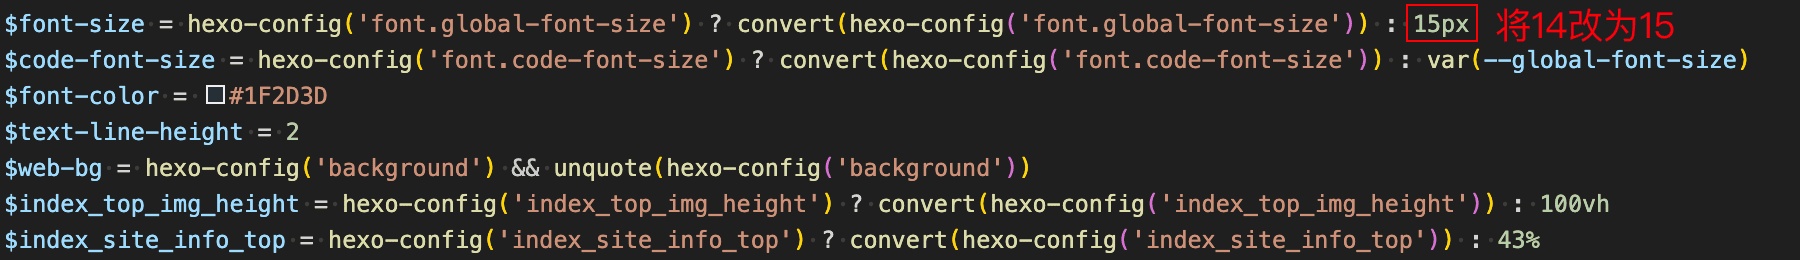 $font-size = hexo-config('font.global-font-size') ? convert(hexo-config('font.global-font-size')) : 15px 将14改为15
$code-font-size = hexo-config('font.code-font-size') ? convert(hexo-config('font.code-font-size')) : var(--global-font-size)
$font-color = #1F2D3D
$text-line-height = 2
$web-bg = hexo-config('background') && unquote(hexo-config('background'))
$index_top_img_height = hexo-config('index_top_img_height') ? convert(hexo-config('index_top_img_height')) : 100vh
$index_site_info_top = hexo-config('index_site_info_top') ? convert(hexo-config('index_site_info_top')) : 43%